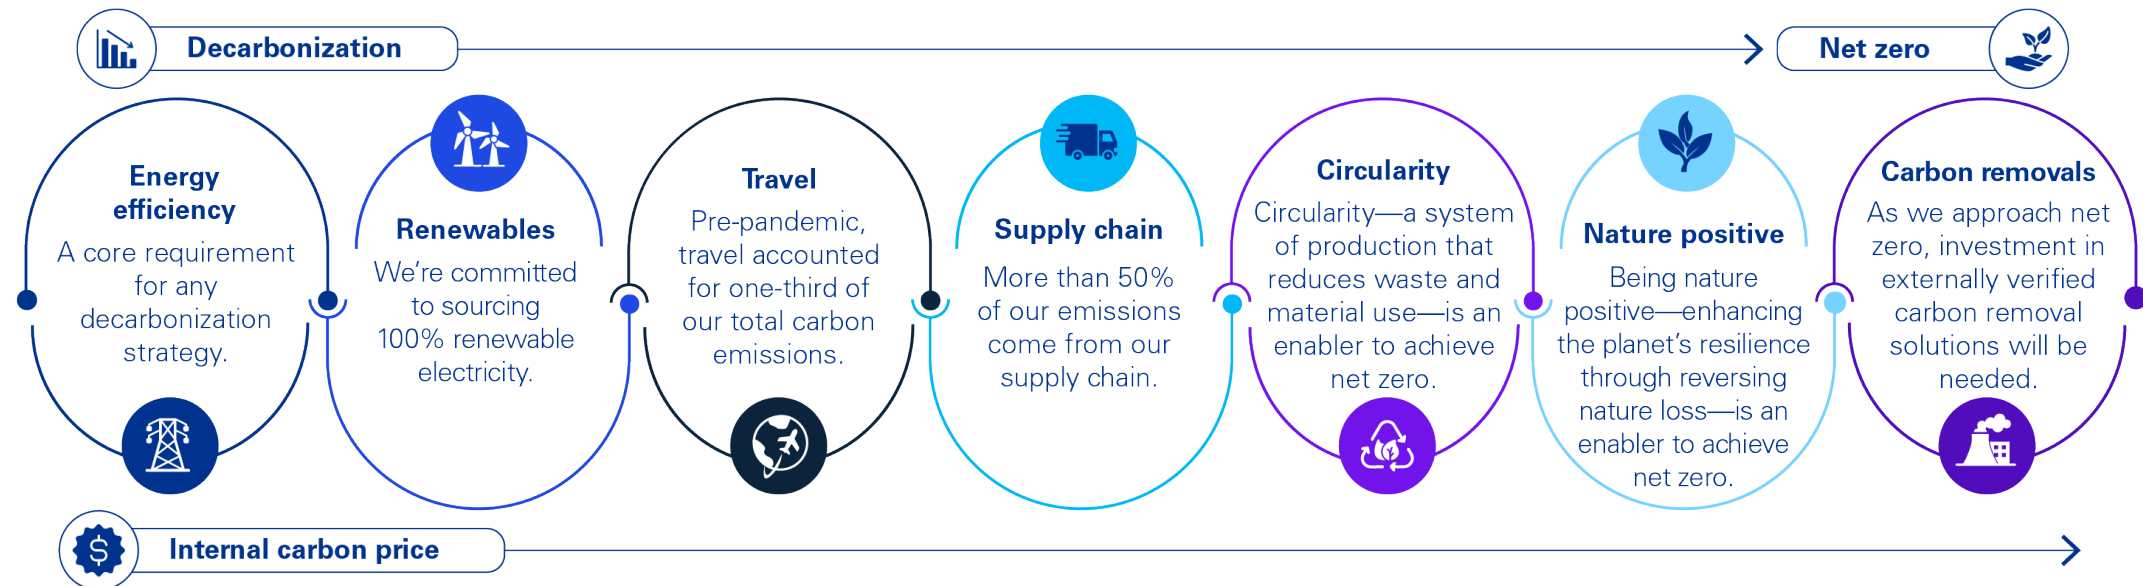 Decarbonization
Net zero
Energy
efficiency
A core requirement
for any
decarbonization
strategy.
Renewables
We're committed
to sourcing
100% renewable
electricity.
Travel
Pre-pandemic,
travel accounted
for one-third of
our total carbon
emissions.
Supply chain
More than 50%
of our emissions
come from our
supply chain.
Circularity
Circularity—a system
of production that
reduces waste and
material use—is an
enabler to achieve
net zero.
Nature positive
Being nature
positive—enhancing
the planet's resilience
through reversing
nature loss—is an
enabler to achieve
net zero.
Carbon removals
As we approach net
zero, investment in
externally verified
carbon removal
solutions will be
needed.
$
Internal carbon price